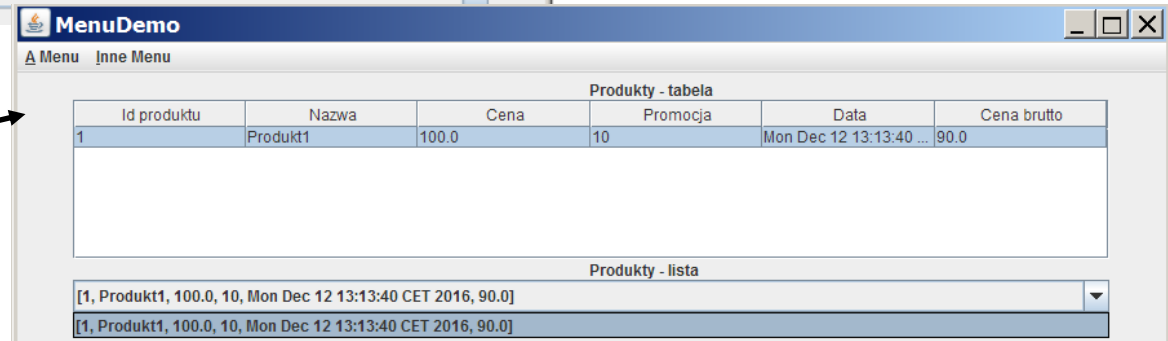 MenuDemo
A Menu Inne Menu
Produkty - tabela
Id produktu Nazwa Cena Promocja Data Cena brutto
1 Produkt1 100.0 10 Mon Dec 12 13:13:40 ... 90.0
Produkty - lista
[1, Produkt1, 100.0, 10, Mon Dec 12 13:13:40 CET 2016, 90.0]
[1, Produkt1, 100.0, 10, Mon Dec 12 13:13:40 CET 2016, 90.0]